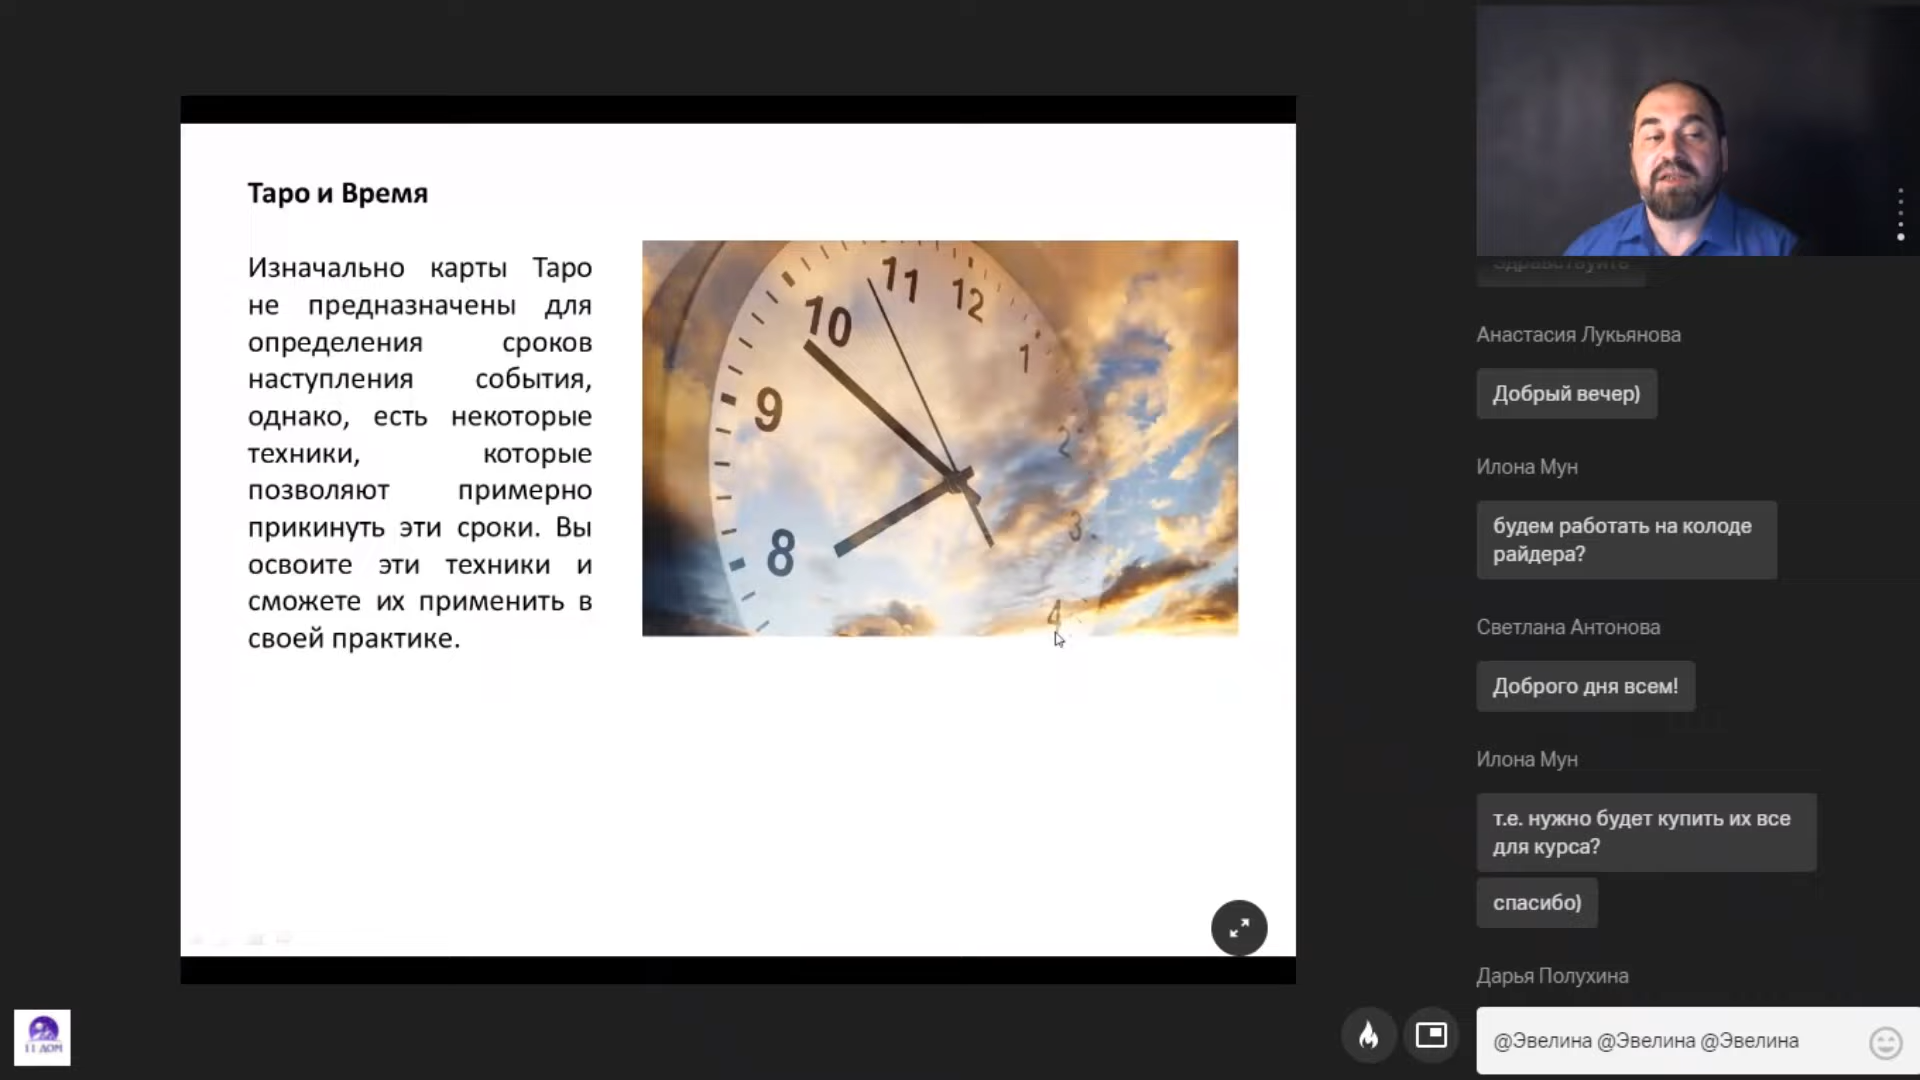 Таро и Время
Изначально карты Таро
не предназначены для
определения сроков
наступления события,
однако, есть некоторые
техники, которые
позволяют примерно
прикинуть эти сроки. Вы
освоите эти техники и
сможете их применить в
своей практике.
11
12
10
1
9
2
3
8
4
Здравствуйте
Анастасия Лукьянова
Добрый вечер)
Илона Мун
будем работать на колоде
райдера?
Светлана Антонова
Доброго дня всем!
Илона Мун
т.е. нужно будет купить их все
для курса?
спасибо)
Дарья Полухина
@Эвелина @Эвелина @Эвелина
11 ДОМ